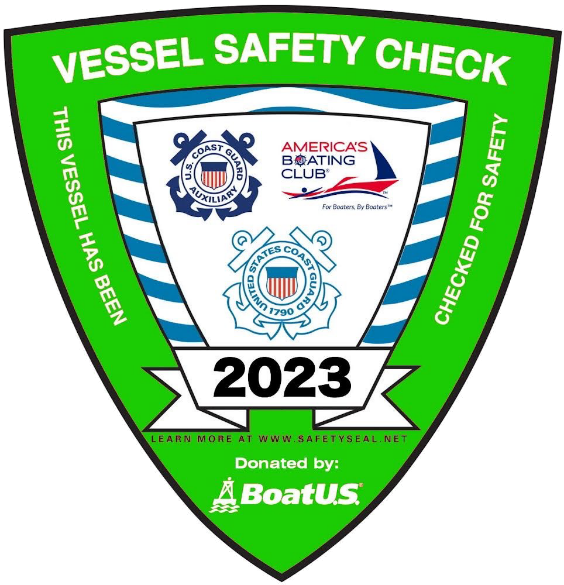 VESSEL SAFETY CHECK
THIS VESSEL HAS BEEN
CHECKED FOR SAFETY
U.S. COAST GUARD
AUXILIARY
AMERICA'S
BOATING
CLUB®
For Boaters, By Boaters™
UNITED STATES COAST GUARD
1790
2023
LEARN MORE AT WWW.SAFETYSEAL.NET
Donated by:
BoatU.S.®